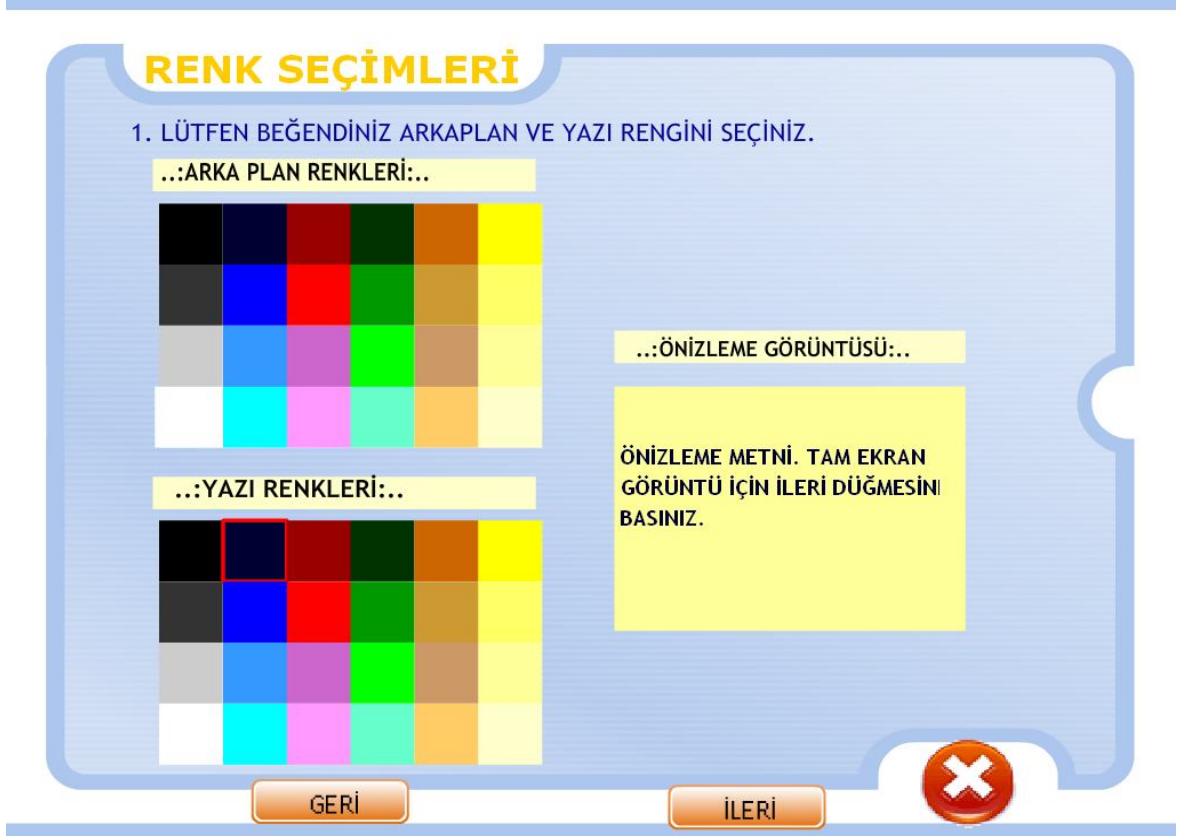 RENK SEÇİMLERİ
1. LÜTFEN BEĞENDİNİZ ARKAPLAN VE YAZI RENGİNİ SEÇİNİZ.
..:ARKA PLAN RENKLERİ:..
..:YAZI RENKLERİ:..
..:ÖNİZLEME GÖRÜNTÜSÜ:..
ÖNİZLEME METNİ. TAM EKRAN
GÖRÜNTÜ İÇİN İLERİ DÜĞMESİN
BASINIZ.
GERİ
İLERİ